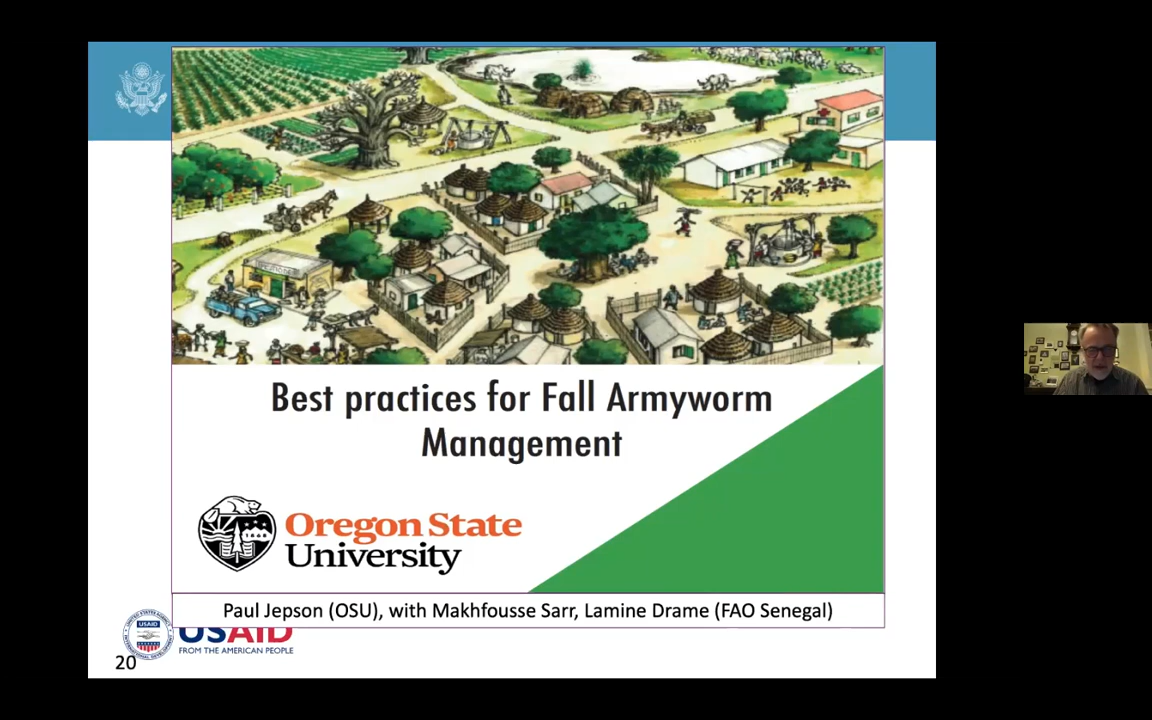 Best practices for Fall Armyworm
Management
Oregon State
University
Paul Jepson (OSU), with Makhfousse Sarr, Lamine Drame (FAO Senegal)
USAID
FROM THE AMERICAN PEOPLE
USAID
20